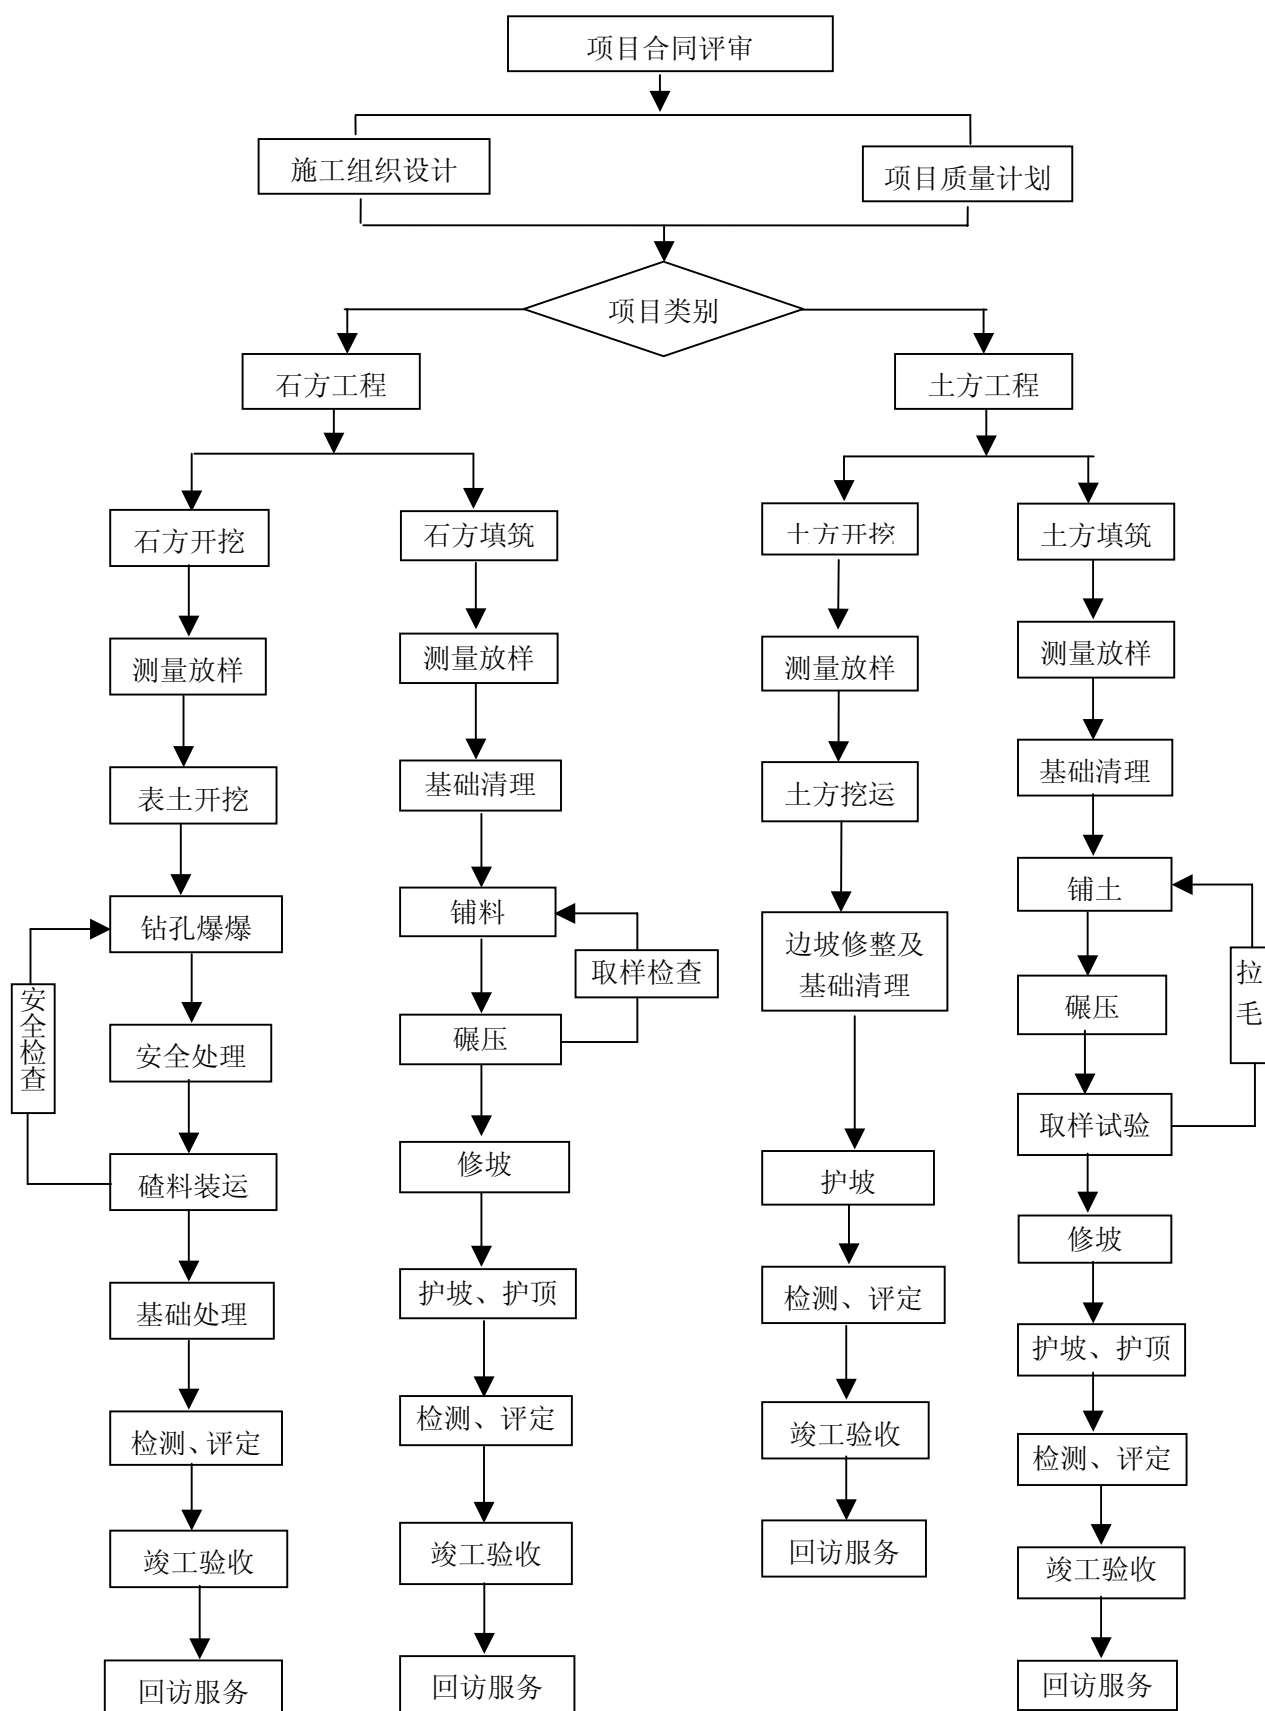 项目合同评审
施工组织设计
项目质量计划
项目类别
石方工程
土方工程
石方开挖
测量放样
表土开挖
钻孔爆爆
安全检查
安全处理
碴料装运
基础处理
检测、评定
竣工验收
回访服务
石方填筑
测量放样
基础清理
铺料
取样检查
碾压
修坡
护坡、护顶
检测、评定
竣工验收
回访服务
土方开挖
测量放样
土方挖运
边坡修整及
基础清理
护坡
检测、评定
竣工验收
回访服务
土方填筑
测量放样
基础清理
铺土
拉毛
碾压
取样试验
修坡
护坡、护顶
检测、评定
竣工验收
回访服务